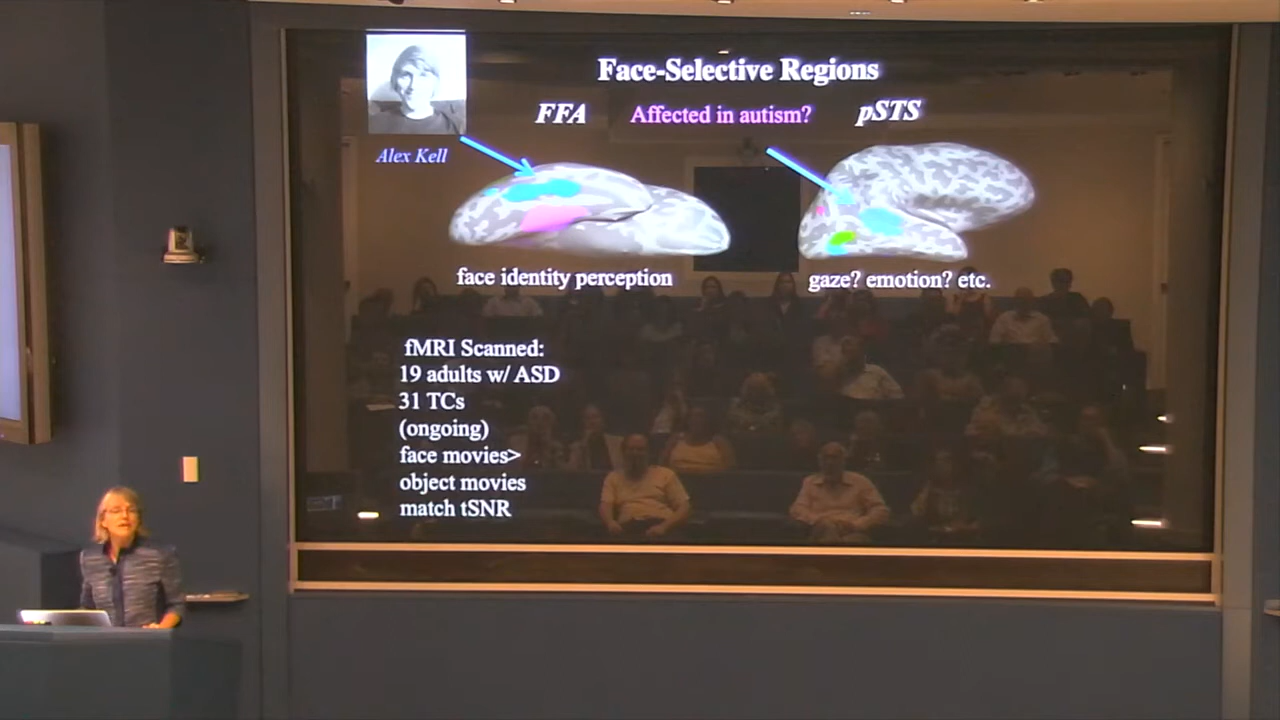 Face-Selective Regions
FFA Affected in autism? pSTS
Alex Kell
face identity perception
gaze? emotion? etc.
fMRI Scanned:
19 adults w/ ASD
31 TCs
(ongoing)
face movies>
object movies
match tSNR